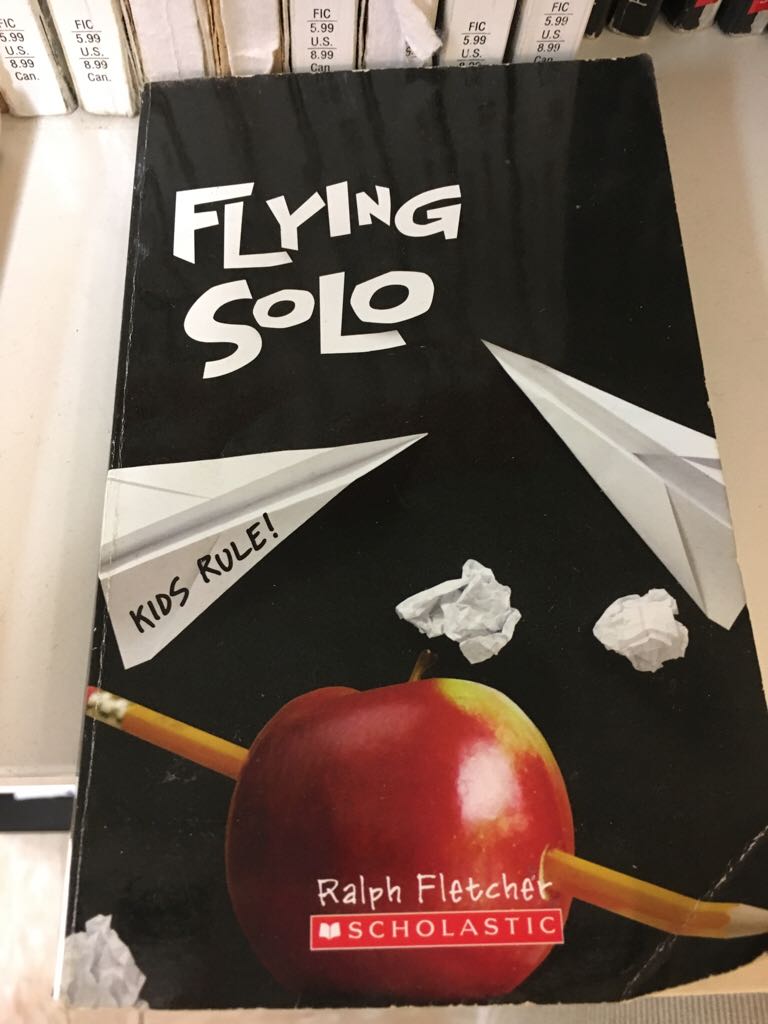 FIC
5.99
U.S.
8.99
Can.
FIC
5.99
U.S.
8.99
Can.
FIC
5.99
U.S.
8.99
Can.
FIC
5.99
U.S.
8.99
FIC
5.99
U.S.
8.99
Can.
FLYING
SOLO
KIDS RULE!
Ralph Fletcher
SCHOLASTIC